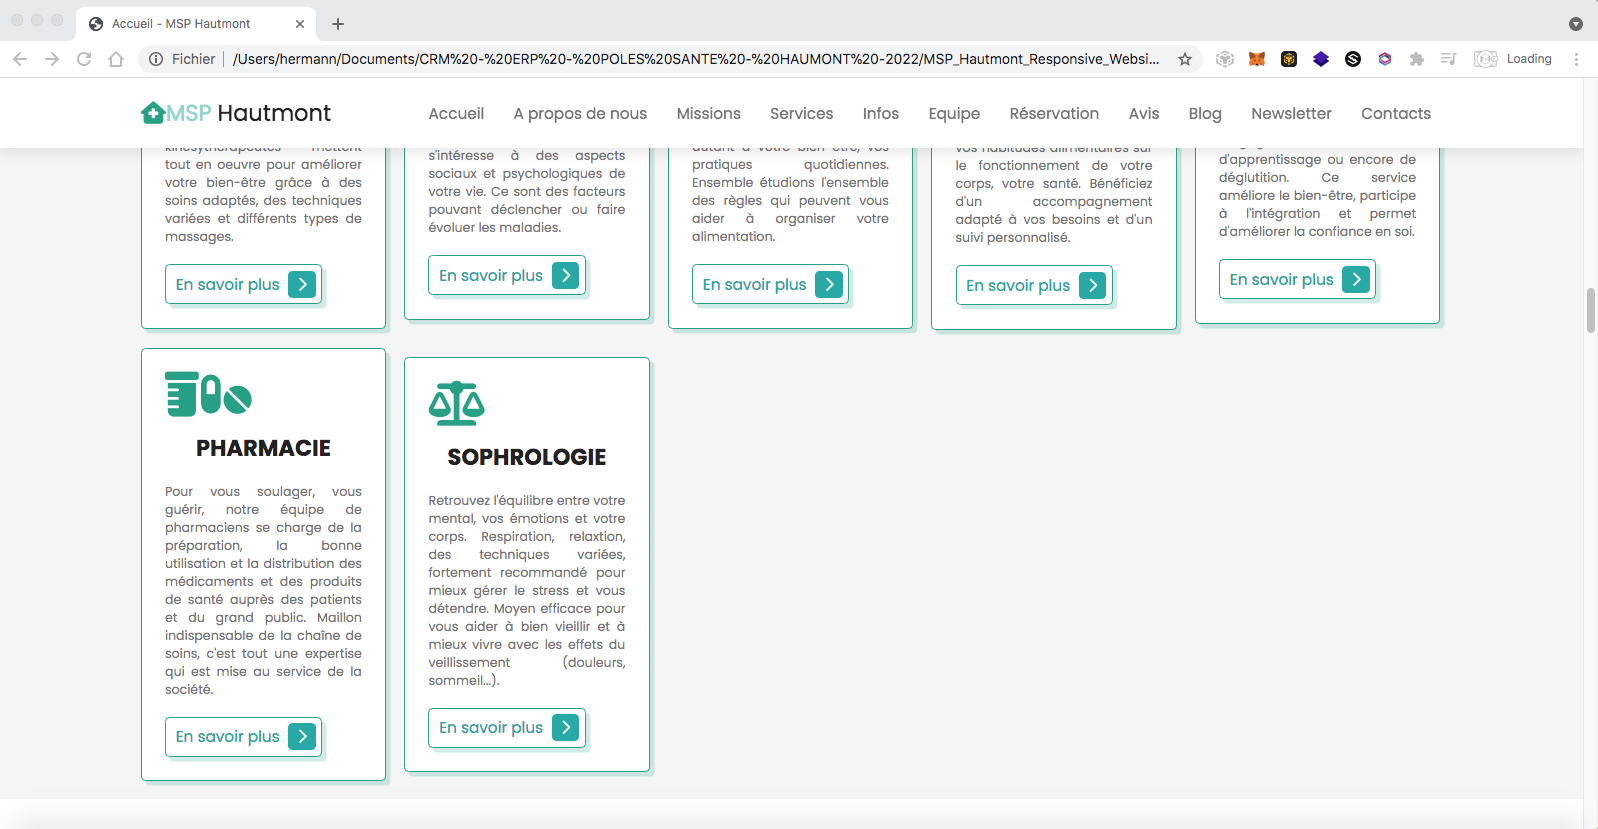 Accueil - MSP Hautmont
Fichier
/Users/hermann/Documents/CRM%20-%20ERP%20-%20POLES%20SANTE%20-%20HAUMONT%20-2022/MSP_Hautmont_Responsive_Websi...
Loading
MSP Hautmont
Accueil
A propos de nous
Missions
Services
Infos
Equipe
Réservation
Avis
Blog
Newsletter
Contacts
kinésythérapeutes mettent
tout en oeuvre pour améliorer
votre bien-être grâce à des
soins adaptés, des techniques
variées et différents types de
massages.
En savoir plus
s'intéresse à des aspects
sociaux et psychologiques de
votre vie. Ce sont des facteurs
pouvant déclencher ou faire
évoluer les maladies.
En savoir plus
autant à votre bien être, vos
pratiques quotidiennes.
Ensemble étudions l'ensemble
des règles qui peuvent vous
aider à organiser votre
alimentation.
En savoir plus
vos habitudes alimentaires sur
le fonctionnement de votre
corps, votre santé. Bénéficiez
d'un accompagnement
adapté à vos besoins et d'un
suivi personnalisé.
En savoir plus
d'apprentissage ou encore de
déglutition. Ce service
améliore le bien-être, participe
à l'intégration et permet
d'améliorer la confiance en soi.
En savoir plus
PHARMACIE
Pour vous soulager, vous
guérir, notre équipe de
pharmaciens se charge de la
préparation, la bonne
utilisation et la distribution des
médicaments et des produits
de santé auprès des patients
et du grand public. Maillon
indispensable de la chaîne de
soins, c'est tout une expertise
qui est mise au service de la
société.
En savoir plus
SOPHROLOGIE
Retrouvez l'équilibre entre votre
mental, vos émotions et votre
corps. Respiration, relaxtion,
des techniques variées,
fortement recommandé pour
mieux gérer le stress et vous
détendre. Moyen efficace pour
vous aider à bien vieillir et à
mieux vivre avec les effets du
veillissement (douleurs,
sommeil...).
En savoir plus